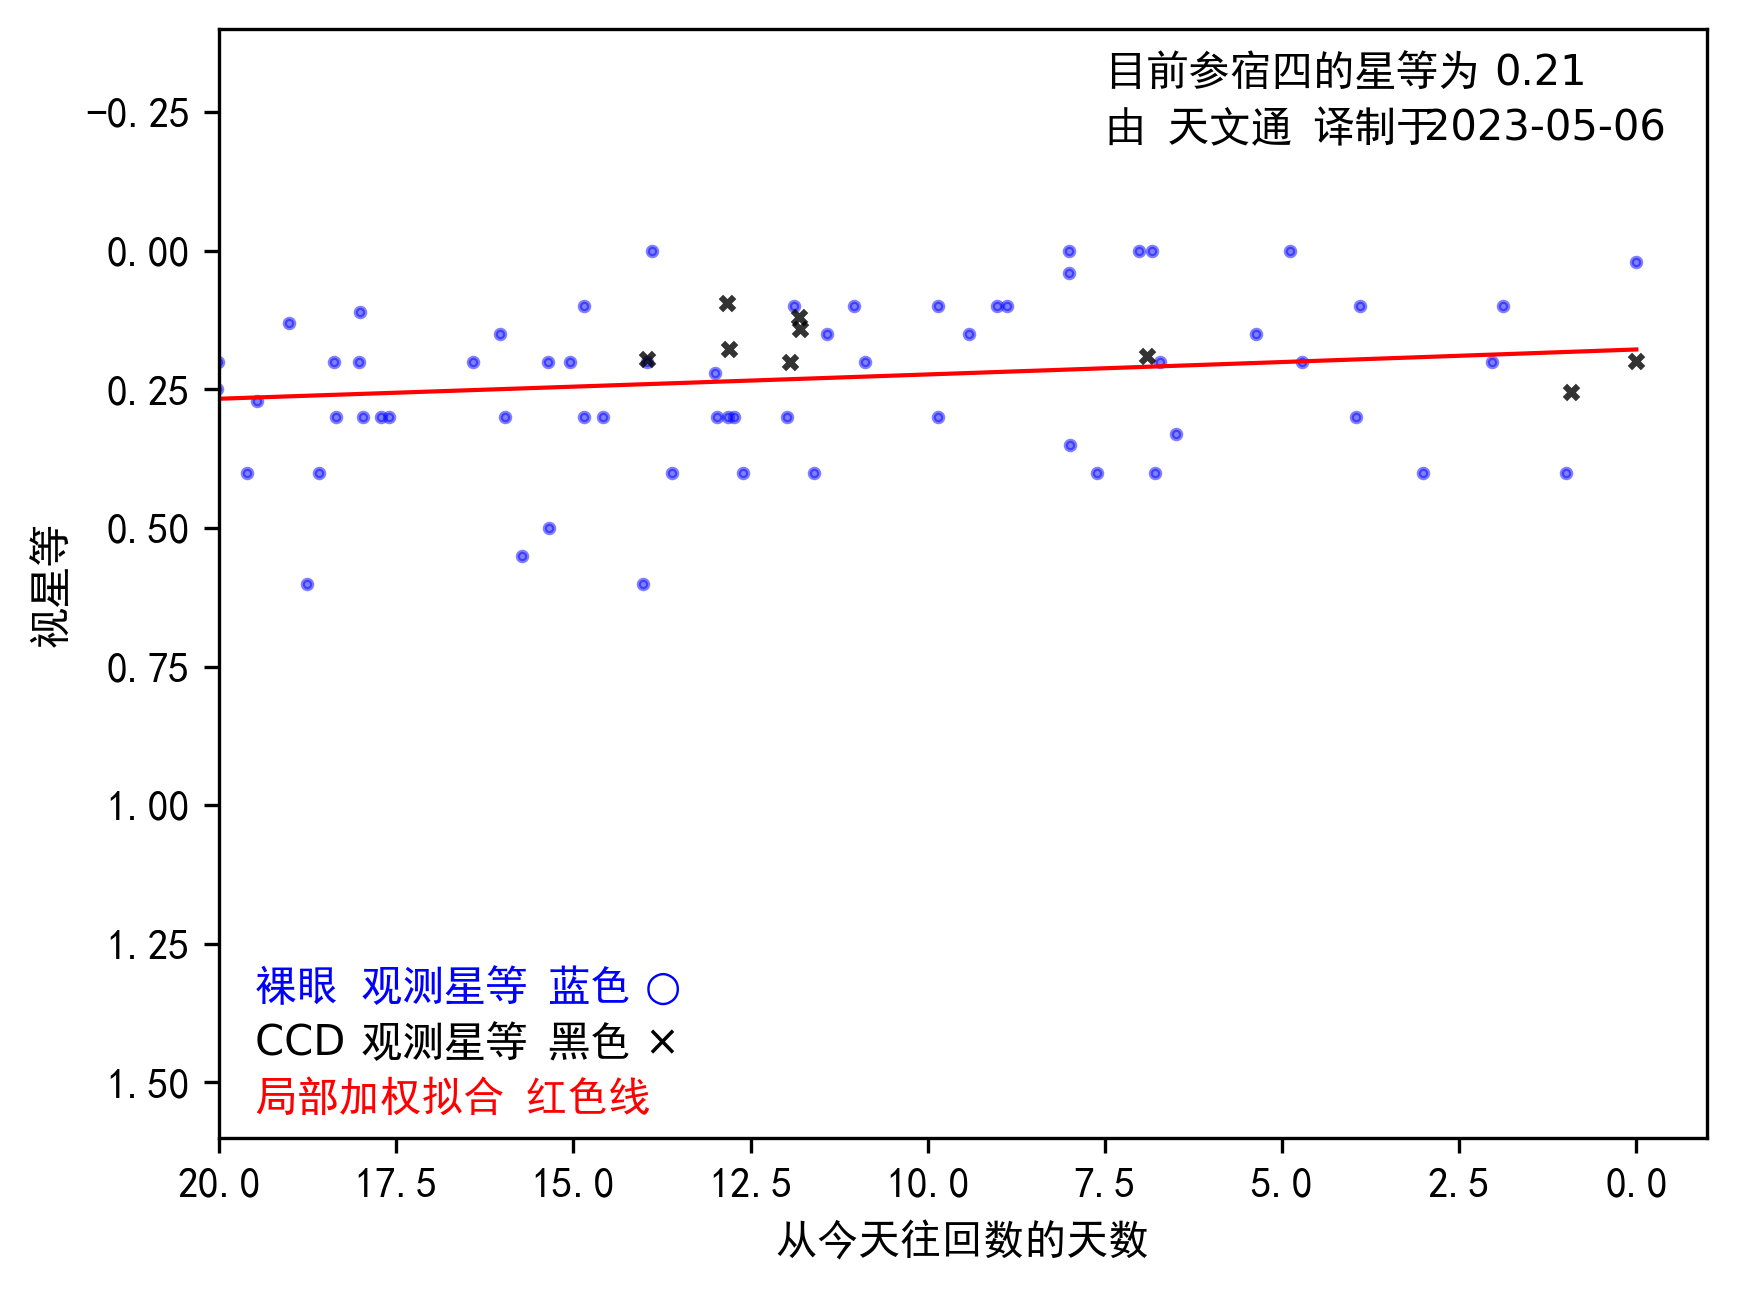 目前参宿四的星等为 0.21
由 天文通 译制于2023-05-06
−0.25
0.00
0.25
0.50
0.75
1.00
1.25
1.50
视星等
裸眼 观测星等 蓝色 ○
CCD 观测星等 黑色 ×
局部加权拟合 红色线
20.0 17.5 15.0 12.5 10.0 7.5 5.0 2.5 0.0
从今天往回数的天数